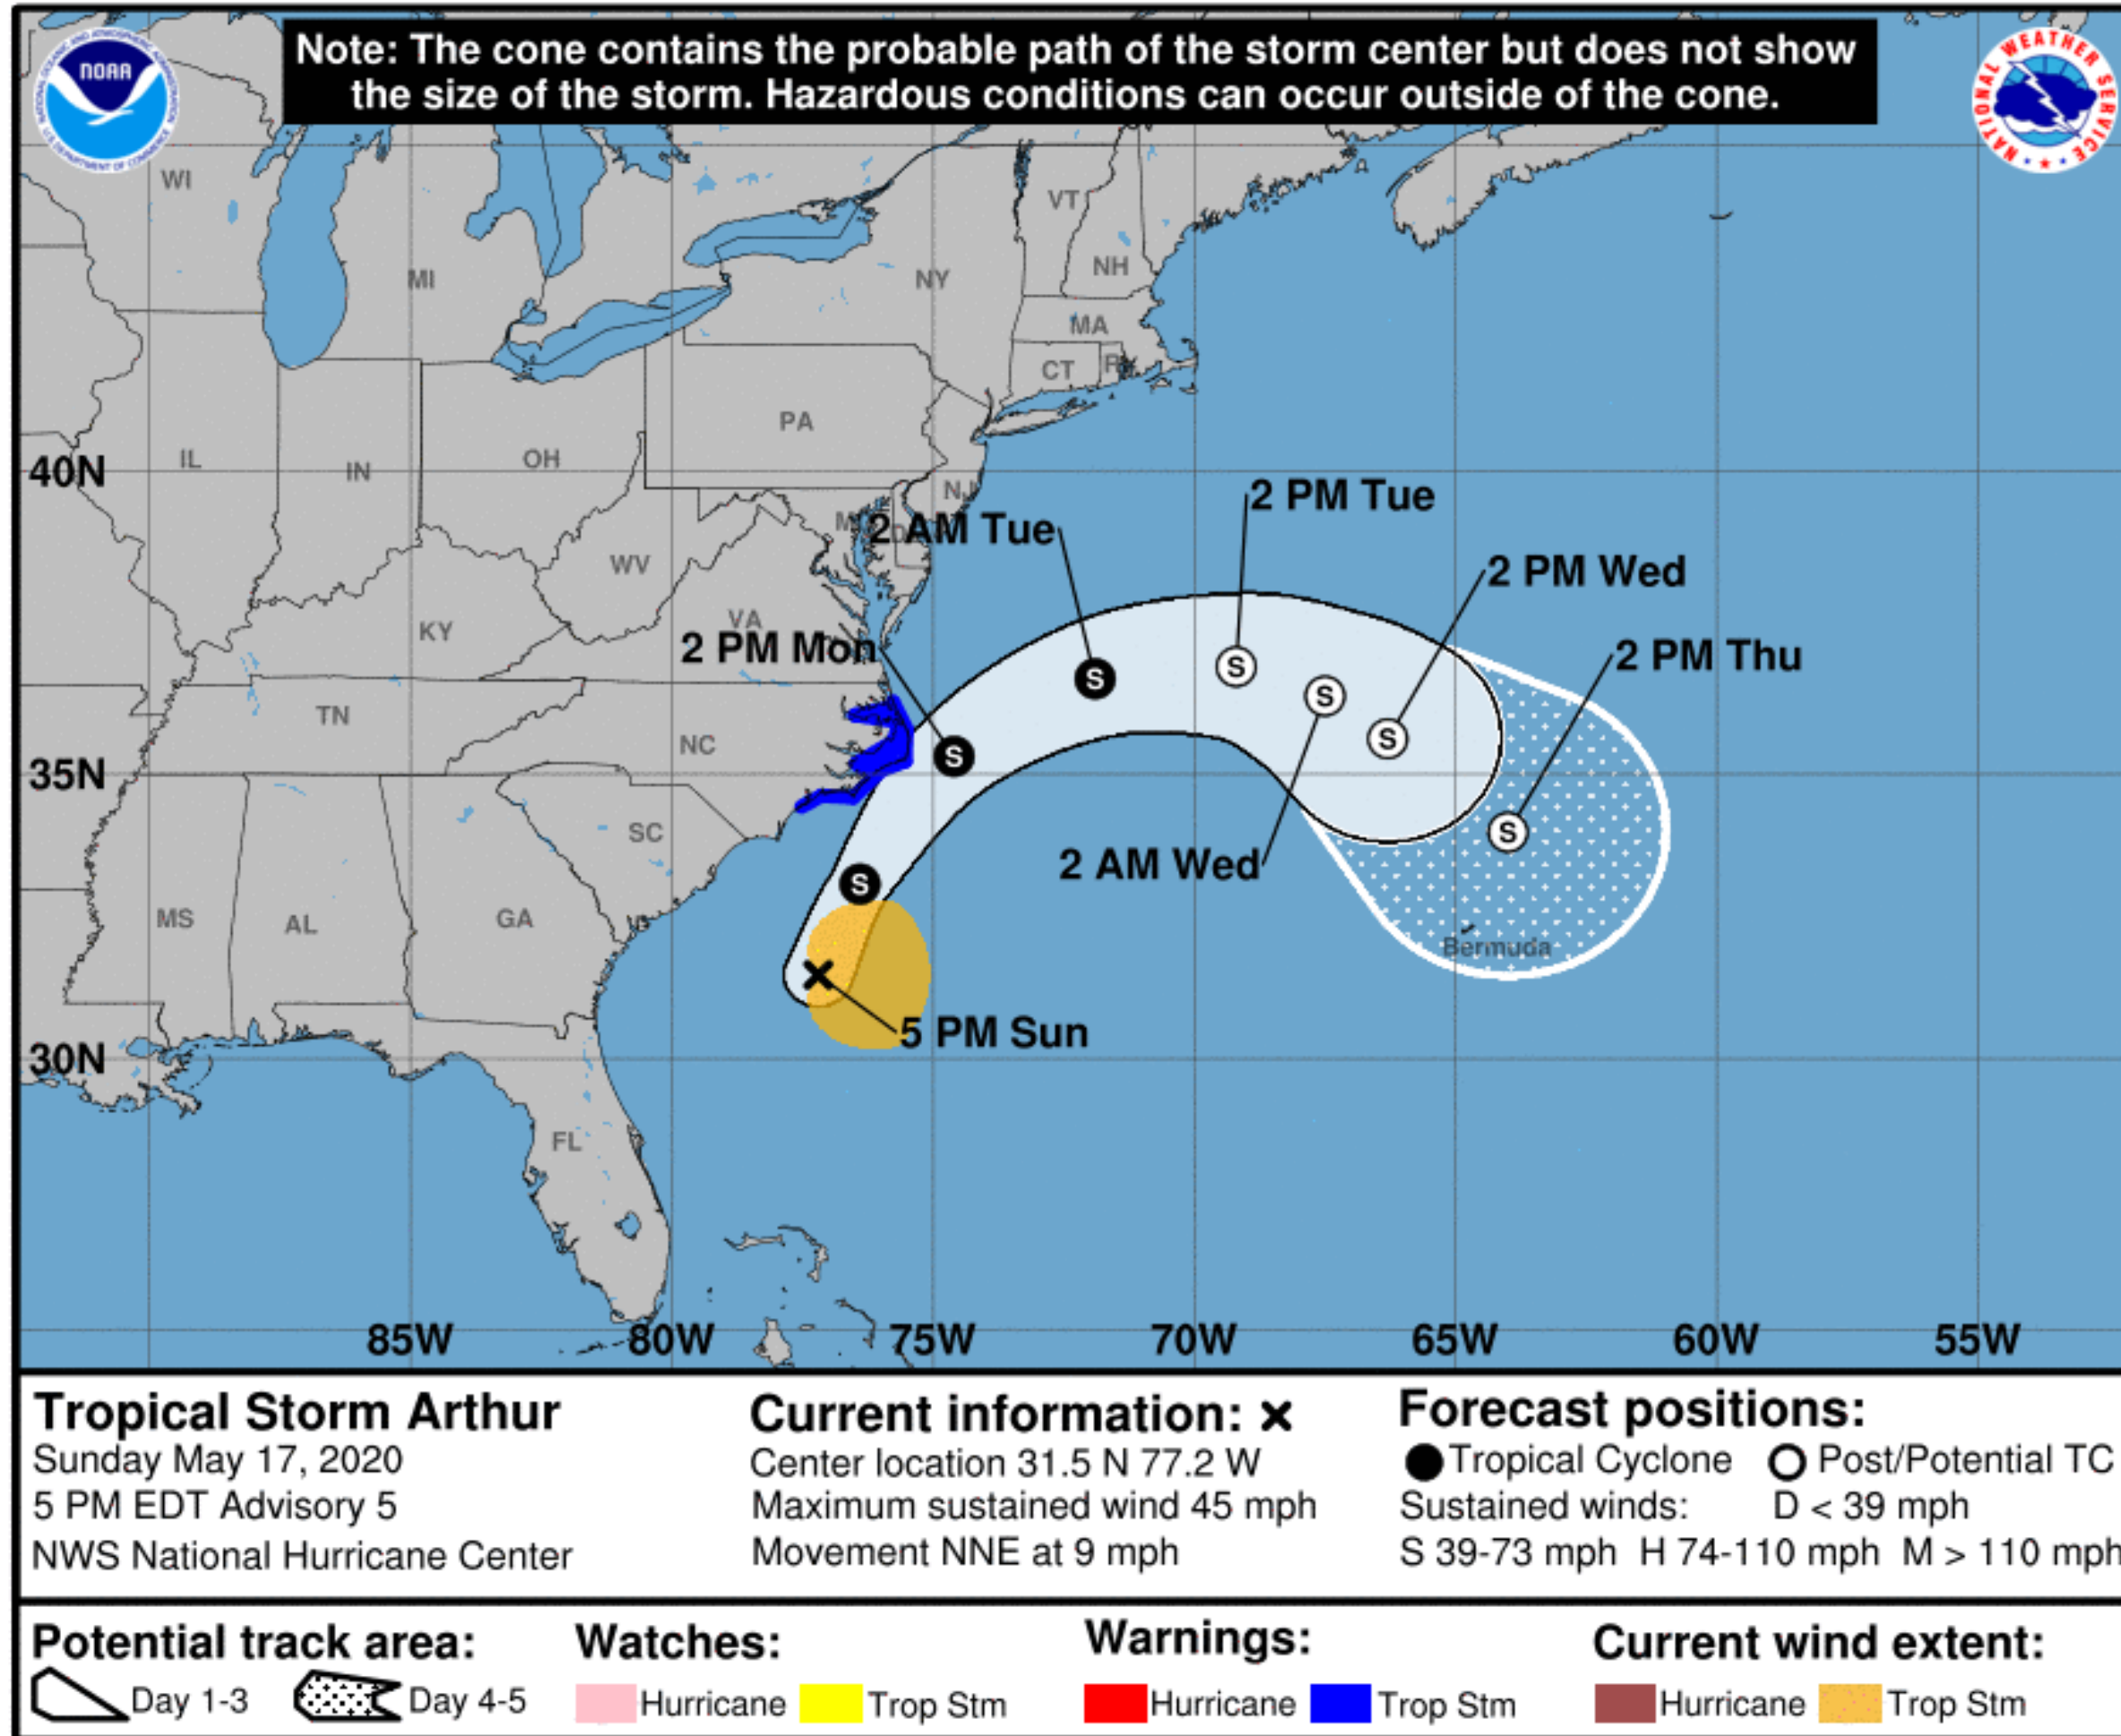 Note: The cone contains the probable path of the storm center but does not show
the size of the storm. Hazardous conditions can occur outside of the cone.
NOAA
NATIONAL WEATHER SERVICE
WI
MI
VT
NH
NY
MA
CT
PA
NJ
IL
IN
OH
40N
2 PM Tue
2 AM Tue
WV
2 PM Wed
KY
VA
2 PM Mon
2 PM Thu
TN
NC
35N
SC
2 AM Wed
S
S
S
S
S
S
S
MS
AL
GA
Bermuda
5 PM Sun
30N
FL
85W
80W
75W
70W
65W
60W
55W
Tropical Storm Arthur
Sunday May 17, 2020
5 PM EDT Advisory 5
NWS National Hurricane Center
Current information: x
Center location 31.5 N 77.2 W
Maximum sustained wind 45 mph
Movement NNE at 9 mph
Forecast positions:
Tropical Cyclone Post/Potential TC
Sustained winds: D < 39 mph
S 39-73 mph H 74-110 mph M > 110 mph
Potential track area:
Day 1-3 Day 4-5
Watches:
Hurricane Trop Stm
Warnings:
Hurricane Trop Stm
Current wind extent:
Hurricane Trop Stm